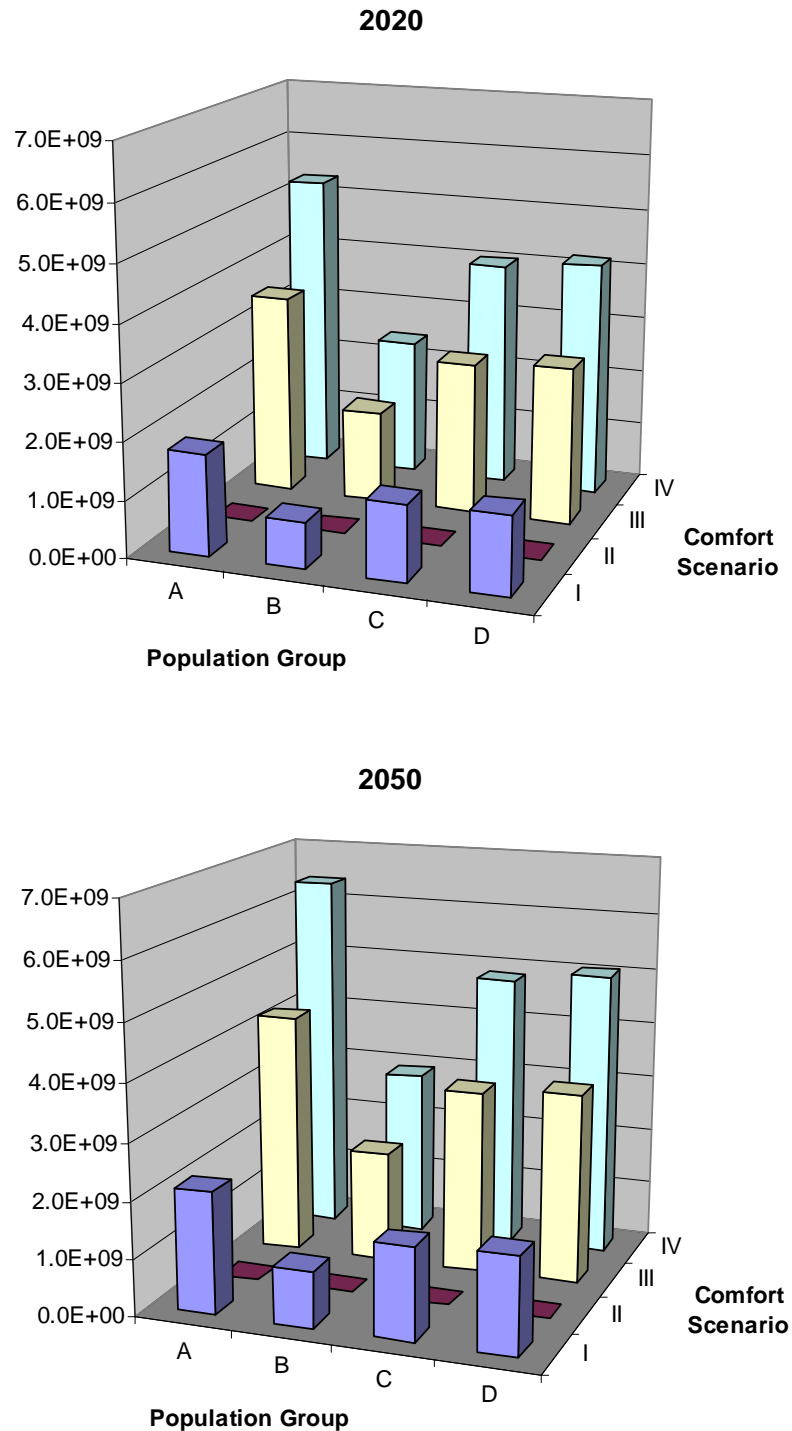 2020
7.0E+09
6.0E+09
5.0E+09
4.0E+09
3.0E+09
2.0E+09
1.0E+09
0.0E+00
A
B
C
D
I
II
III
IV
Comfort
Scenario
Population Group
2050
7.0E+09
6.0E+09
5.0E+09
4.0E+09
3.0E+09
2.0E+09
1.0E+09
0.0E+00
A
B
C
D
I
II
III
IV
Comfort
Scenario
Population Group